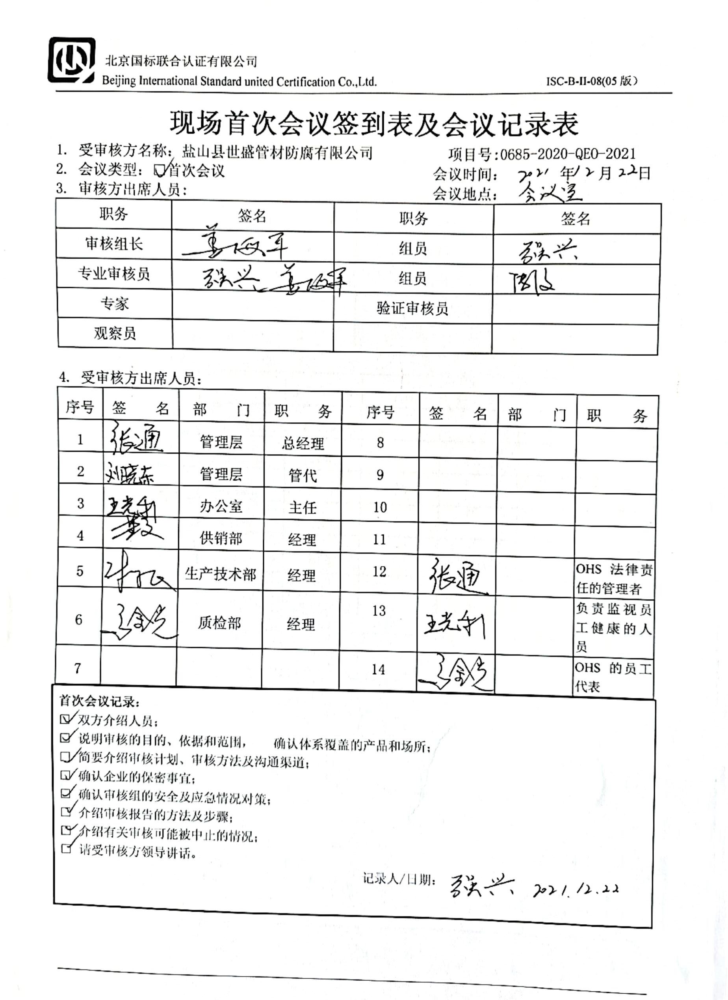 北京国标联合认证有限公司
Beijing International Standard united Certification Co.,Ltd.
ISC-B-II-08(05 版)
现场首次会议签到表及会议记录表
1. 受审核方名称: 盐山县世盛管材防腐有限公司 项目号:0685-2020-QEO-2021
2. 会议类型: 首次会议 会议时间: 2021 年12月22日
3. 审核方出席人员: 会议地点: 会议室
职务 签名 职务 签名
审核组长 组员 强兴
专业审核员 强兴 组员
专家 验证审核员
观察员
4. 受审核方出席人员:
序号 签 名 部 门 职 务 序号 签 名 部 门 职 务
1 张通 管理层 总经理 8
2 刘晓东 管理层 管代 9
3 王光利 办公室 主任 10
4 供销部 经理 11
5 生产技术部 经理 12 张通 OHS 法律责
任的管理者
6 质检部 经理 13 王光利 负责监视员
工健康的人
员
7 14 OHS 的员工
代表
首次会议记录:
双方介绍人员;
说明审核的目的、依据和范围, 确认体系覆盖的产品和场所;
简要介绍审核计划、审核方法及沟通渠道;
确认企业的保密事宜;
确认审核组的安全及应急情况对策;
介绍审核报告的方法及步骤;
介绍有关审核可能被中止的情况;
请受审核方领导讲话。
记录人/日期: 强兴 2021.12.22